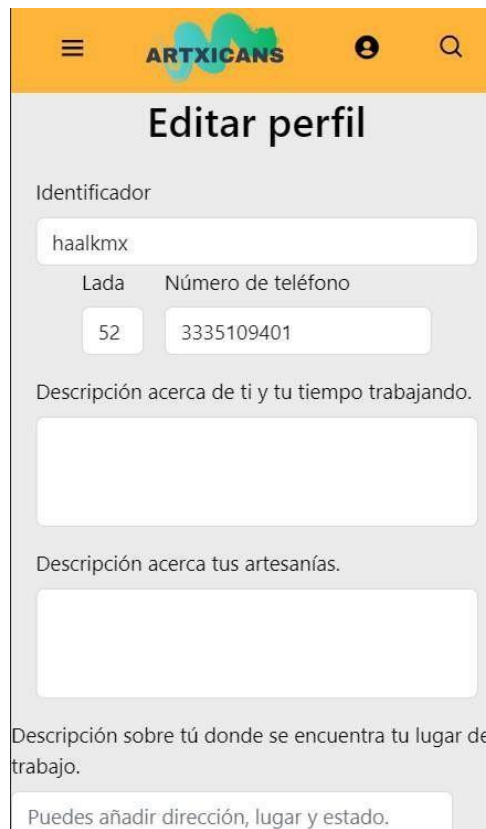 ARTXICANS
Editar perfil
Identificador
haalkmx
Lada Número de teléfono
52 3335109401
Descripción acerca de ti y tu tiempo trabajando.
Descripción acerca tus artesanías.
Descripción sobre tú donde se encuentra tu lugar de
trabajo.
Puedes añadir dirección, lugar y estado.